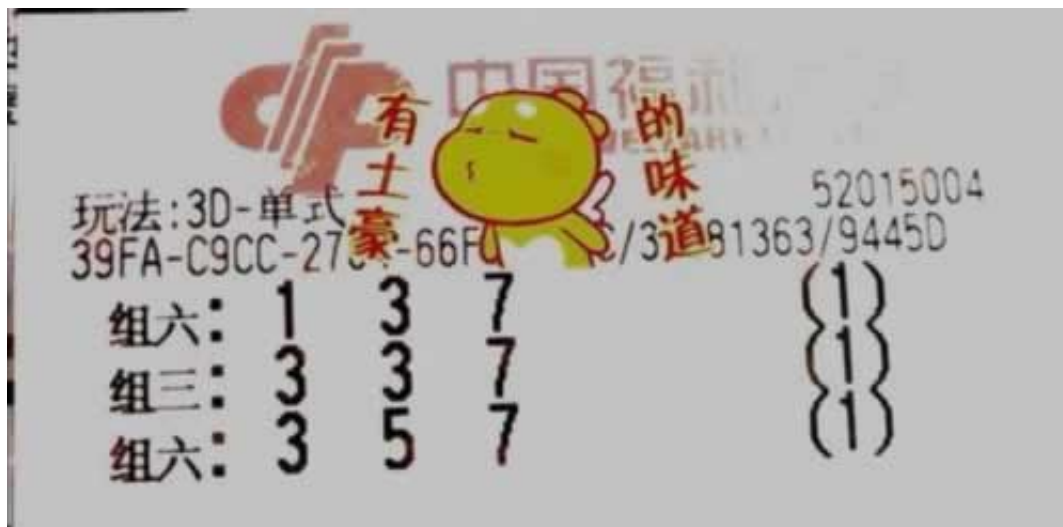 中国福利
有土豪的味道
52015004
玩法:3D-单式
39FA-C9CC-27 -66F /3 81363/9445D
组六: 1 3 7 (1)
组三: 3 3 7 (1)
组六: 3 5 7 (1)